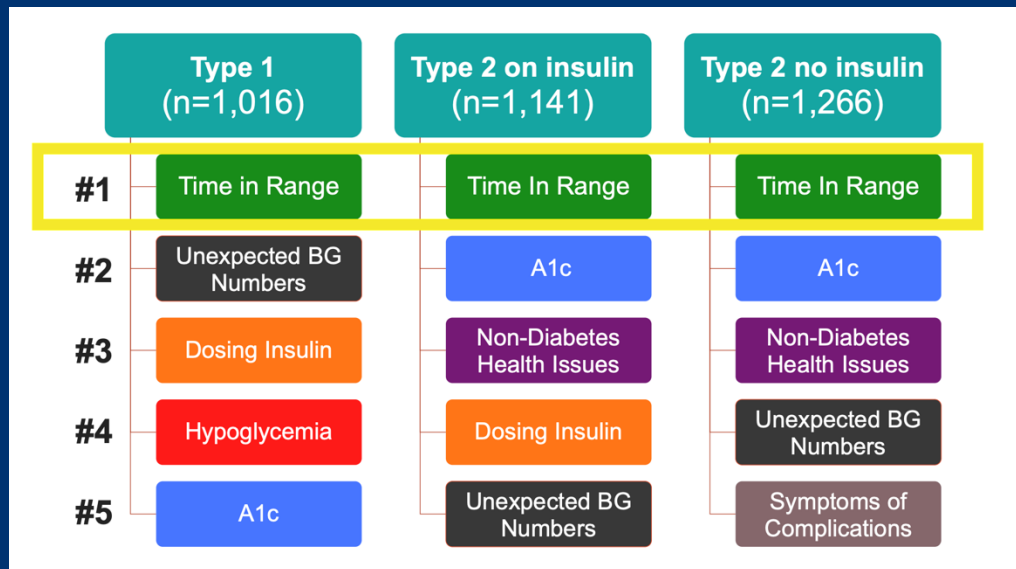 Type 1
(n=1,016)
Type 2 on insulin
(n=1,141)
Type 2 no insulin
(n=1,266)
#1
Time in Range
Time In Range
Time In Range
#2
Unexpected BG
Numbers
A1c
A1c
#3
Dosing Insulin
Non-Diabetes
Health Issues
Non-Diabetes
Health Issues
#4
Hypoglycemia
Dosing Insulin
Unexpected BG
Numbers
#5
A1c
Unexpected BG
Numbers
Symptoms of
Complications